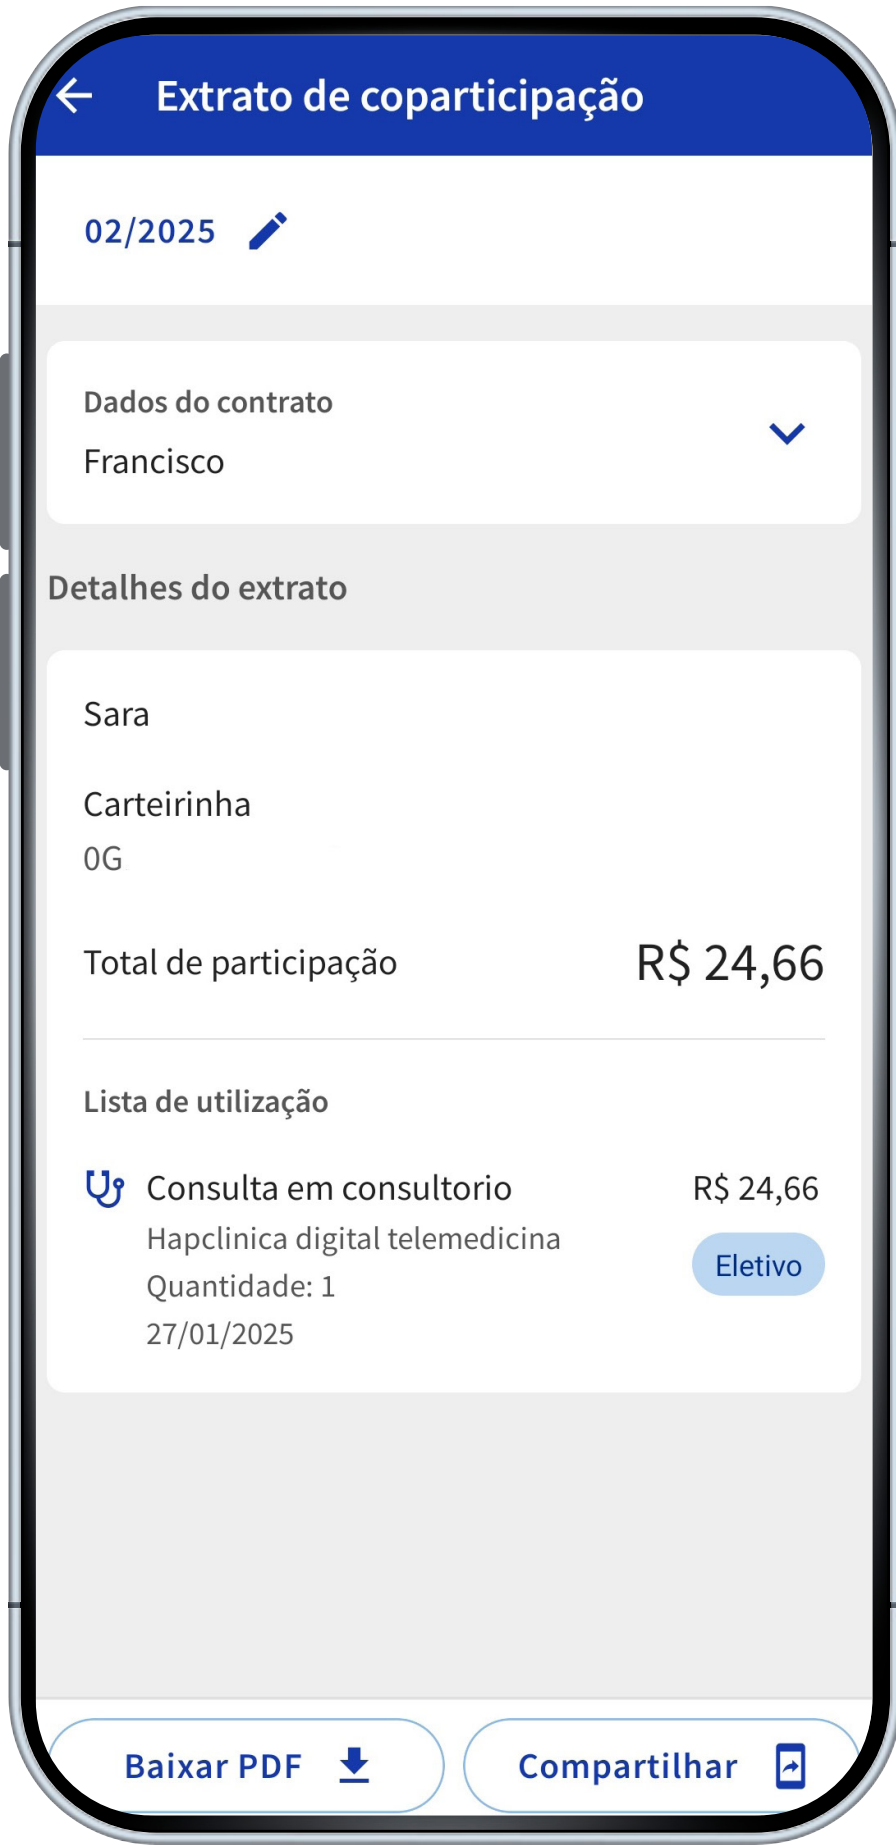 Extrato de coparticipação
02/2025
Dados do contrato
Francisco
Detalhes do extrato
Sara
Carteirinha
0G
Total de participação R$ 24,66
Lista de utilização
Consulta em consultorio R$ 24,66
Hapclinica digital telemedicina
Eletivo
Quantidade: 1
27/01/2025
Baixar PDF Compartilhar